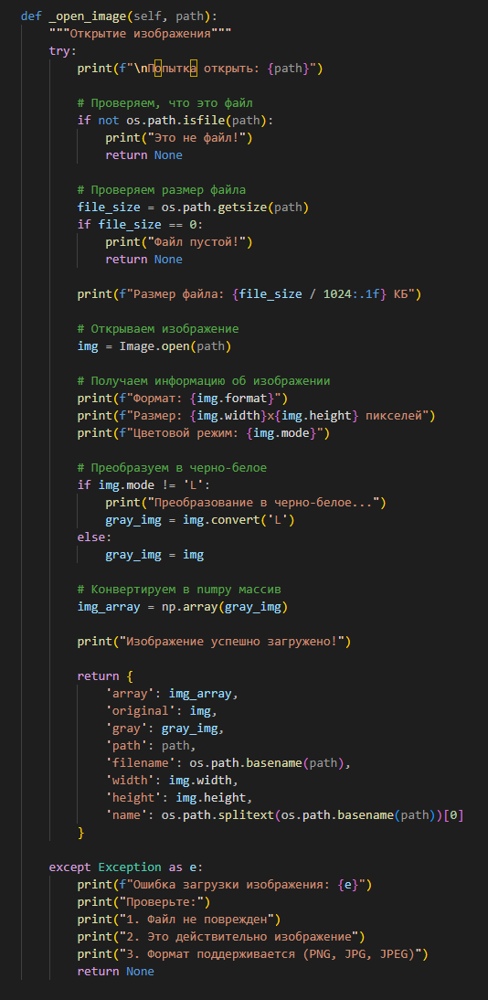 def _open_image(self, path):
    """Открытие изображения"""
    try:
        print(f"\nПопытка открыть: {path}")

        # Проверяем, что это файл
        if not os.path.isfile(path):
            print("Это не файл!")
            return None

        # Проверяем размер файла
        file_size = os.path.getsize(path)
        if file_size == 0:
            print("Файл пустой!")
            return None

        print(f"Размер файла: {file_size / 1024:.1f} КБ")

        # Открываем изображение
        img = Image.open(path)

        # Получаем информацию об изображении
        print(f"Формат: {img.format}")
        print(f"Размер: {img.width}x{img.height} пикселей")
        print(f"Цветовой режим: {img.mode}")

        # Преобразуем в черно-белое
        if img.mode != 'L':
            print("Преобразование в черно-белое...")
            gray_img = img.convert('L')
        else:
            gray_img = img

        # Конвертируем в numpy массив
        img_array = np.array(gray_img)

        print("Изображение успешно загружено!")

        return {
            'array': img_array,
            'original': img,
            'gray': gray_img,
            'path': path,
            'filename': os.path.basename(path),
            'width': img.width,
            'height': img.height,
            'name': os.path.splitext(os.path.basename(path))[0]
        }

    except Exception as e:
        print(f"Ошибка загрузки изображения: {e}")
        print("Проверьте:")
        print("1. Файл не поврежден")
        print("2. Это действительно изображение")
        print("3. Формат поддерживается (PNG, JPG, JPEG)")
        return None